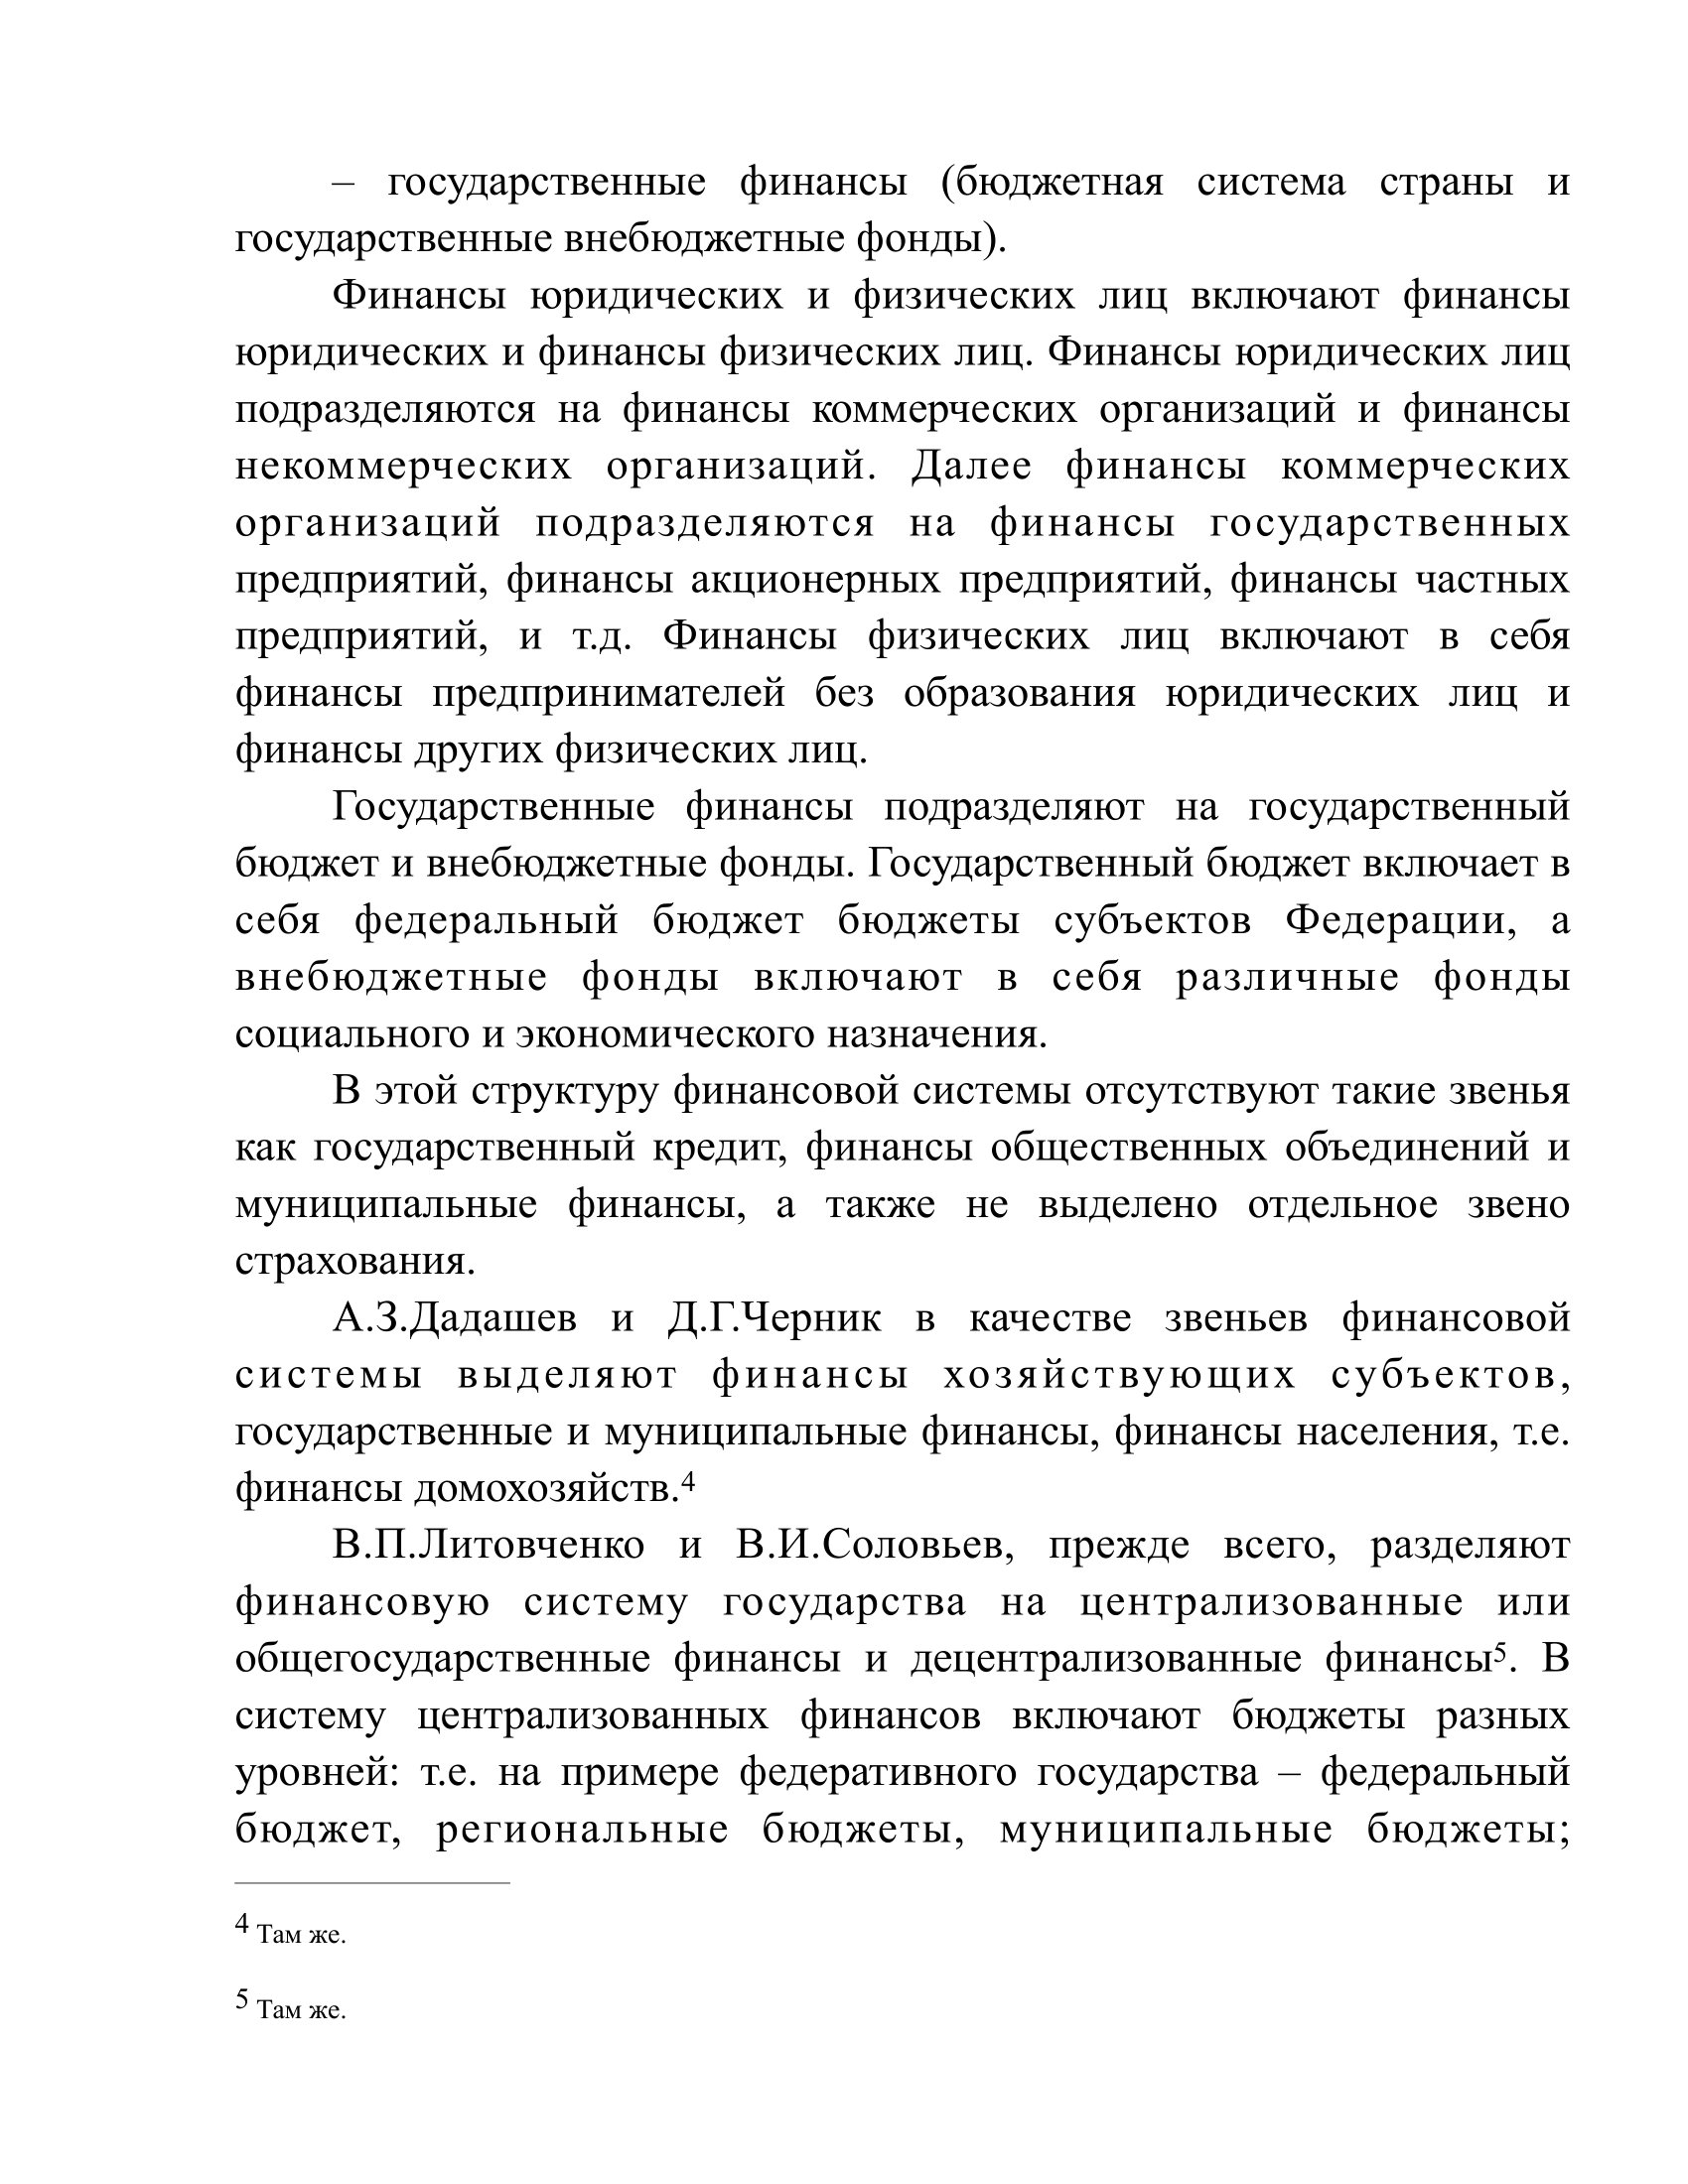 – государственные финансы (бюджетная система страны и
государственные внебюджетные фонды).
Финансы юридических и физических лиц включают финансы
юридических и финансы физических лиц. Финансы юридических лиц
подразделяются на финансы коммерческих организаций и финансы
некоммерческих организаций. Далее финансы коммерческих
организаций подразделяются на финансы государственных
предприятий, финансы акционерных предприятий, финансы частных
предприятий, и т.д. Финансы физических лиц включают в себя
финансы предпринимателей без образования юридических лиц и
финансы других физических лиц.
Государственные финансы подразделяют на государственный
бюджет и внебюджетные фонды. Государственный бюджет включает в
себя федеральный бюджет бюджеты субъектов Федерации, а
внебюджетные фонды включают в себя различные фонды
социального и экономического назначения.
В этой структуру финансовой системы отсутствуют такие звенья
как государственный кредит, финансы общественных объединений и
муниципальные финансы, а также не выделено отдельное звено
страхования.
А.З.Дадашев и Д.Г.Черник в качестве звеньев финансовой
системы выделяют финансы хозяйствующих субъектов,
государственные и муниципальные финансы, финансы населения, т.е.
финансы домохозяйств.4
В.П.Литовченко и В.И.Соловьев, прежде всего, разделяют
финансовую систему государства на централизованные или
общегосударственные финансы и децентрализованные финансы5. В
систему централизованных финансов включают бюджеты разных
уровней: т.е. на примере федеративного государства – федеральный
бюджет, региональные бюджеты, муниципальные бюджеты;
4 Там же.
5 Там же.